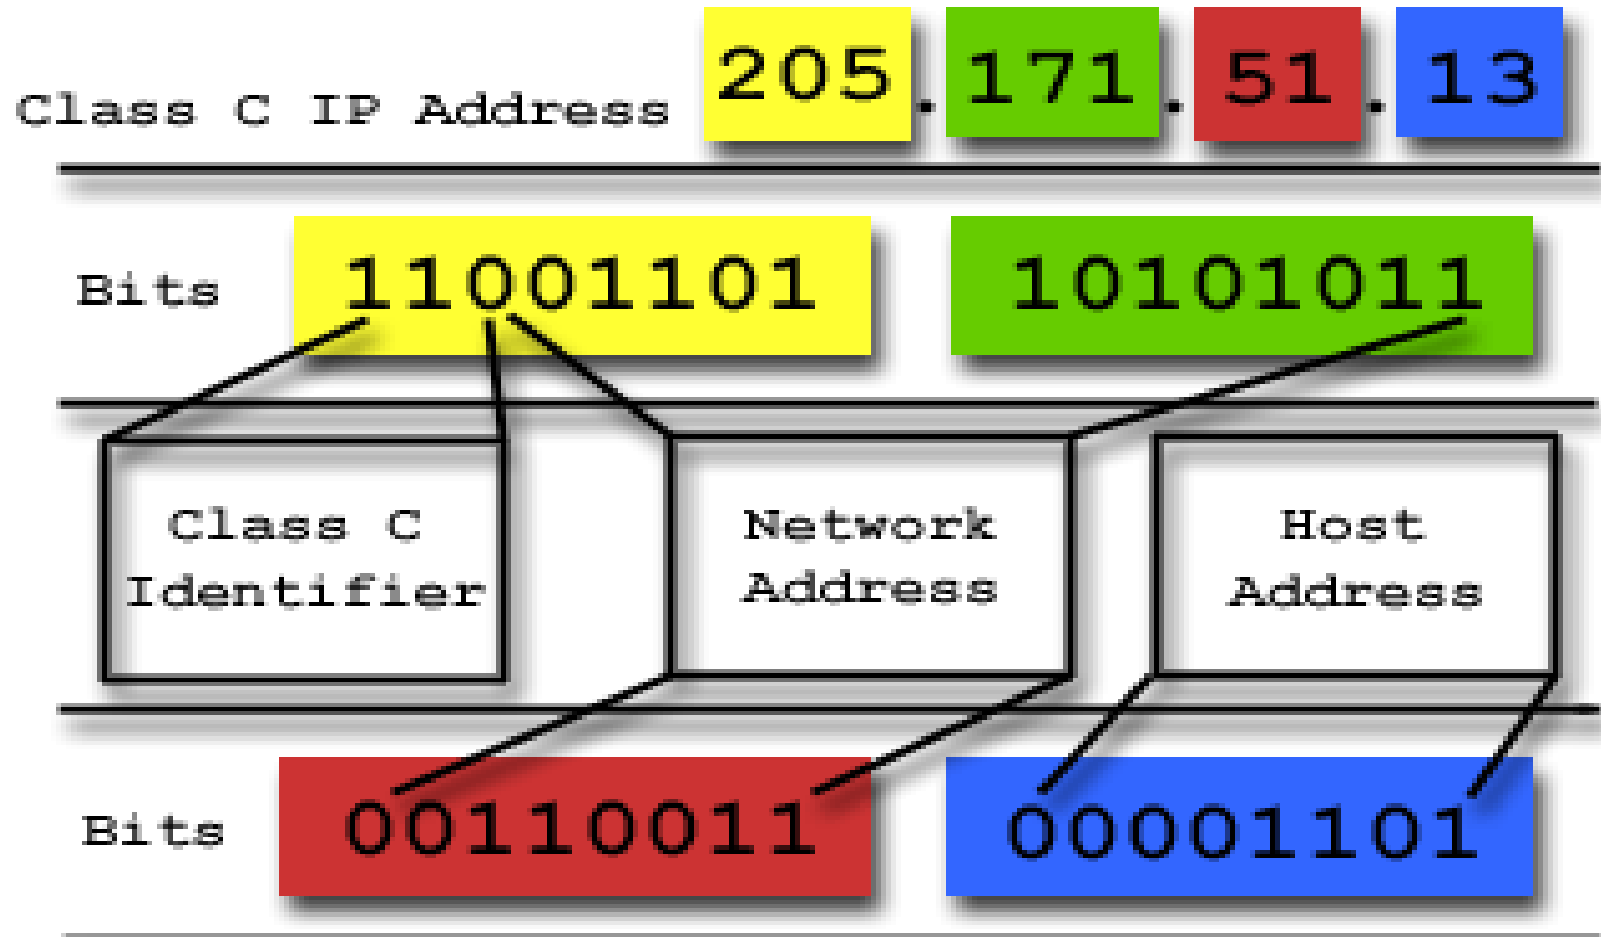 Class C IP Address 205.171.51.13
Bits 11001101 10101011
Class C
Identifier
Network
Address
Host
Address
Bits 00110011 00001101